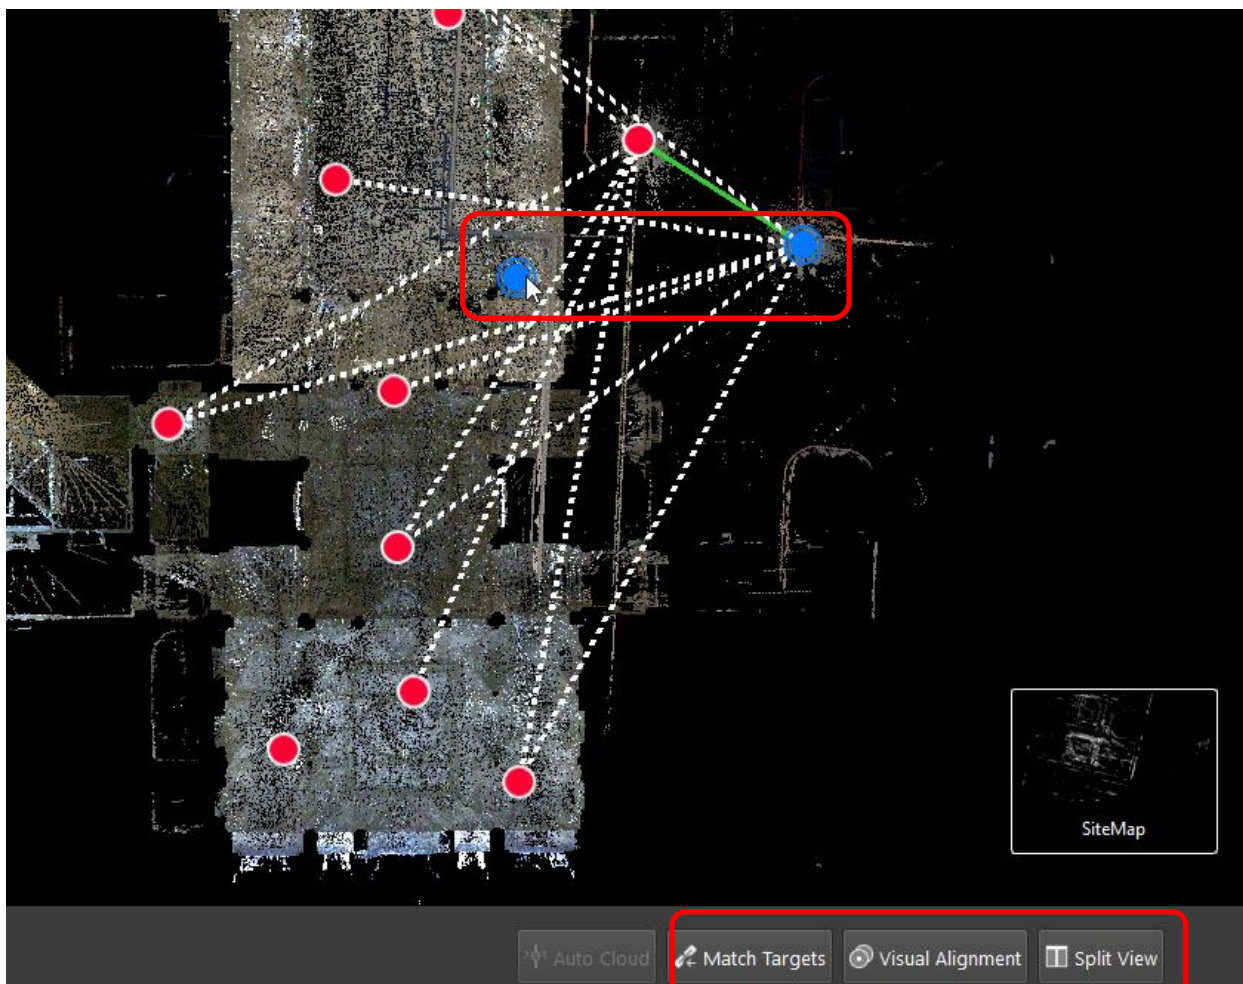 SiteMap
Auto Cloud
Match Targets
Visual Alignment
Split View